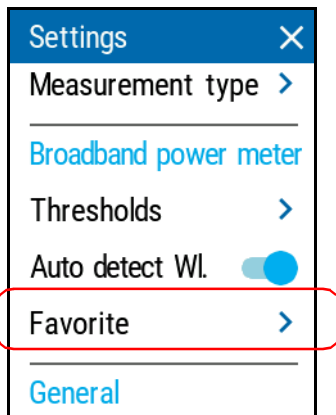 Settings
Measurement type
Broadband power meter
Thresholds
Auto detect Wl.
Favorite
General